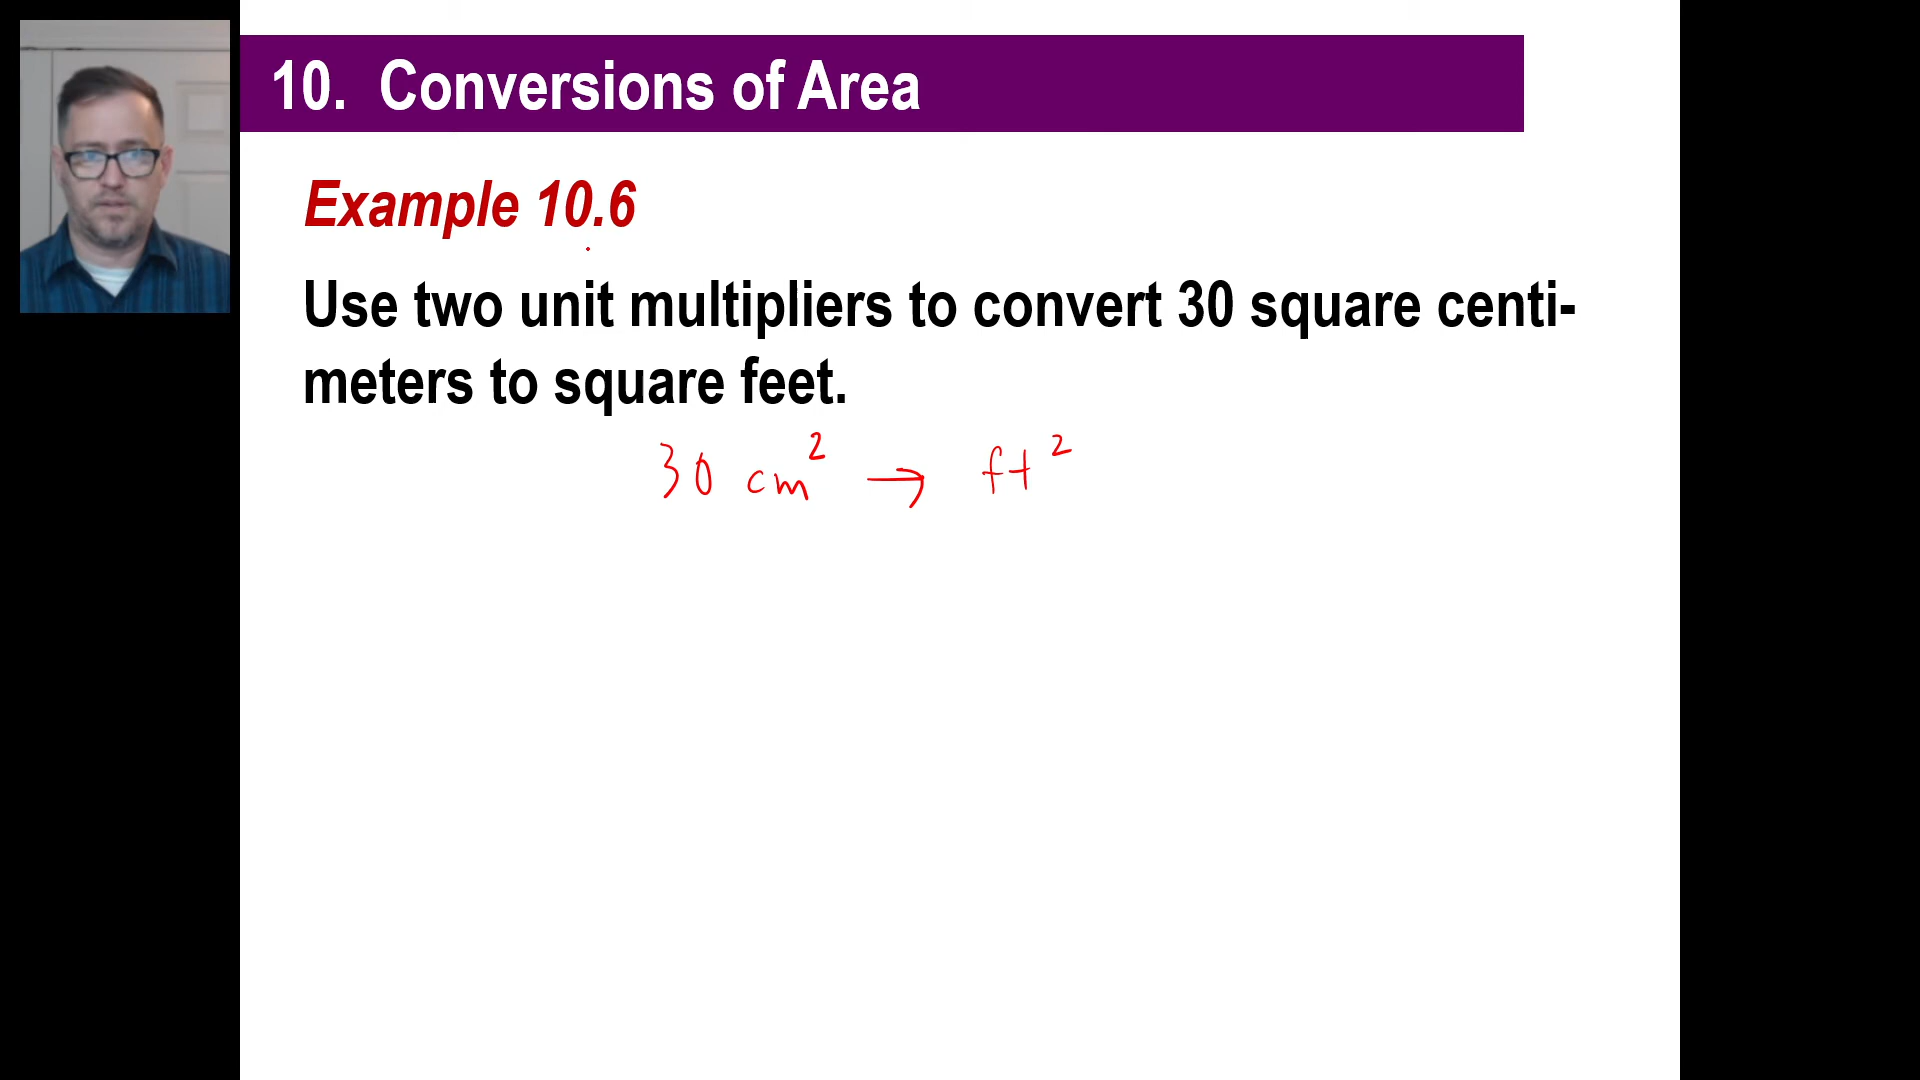 10. Conversions of Area
Example 10.6
Use two unit multipliers to convert 30 square centi-
meters to square feet.
30 cm² → ft²